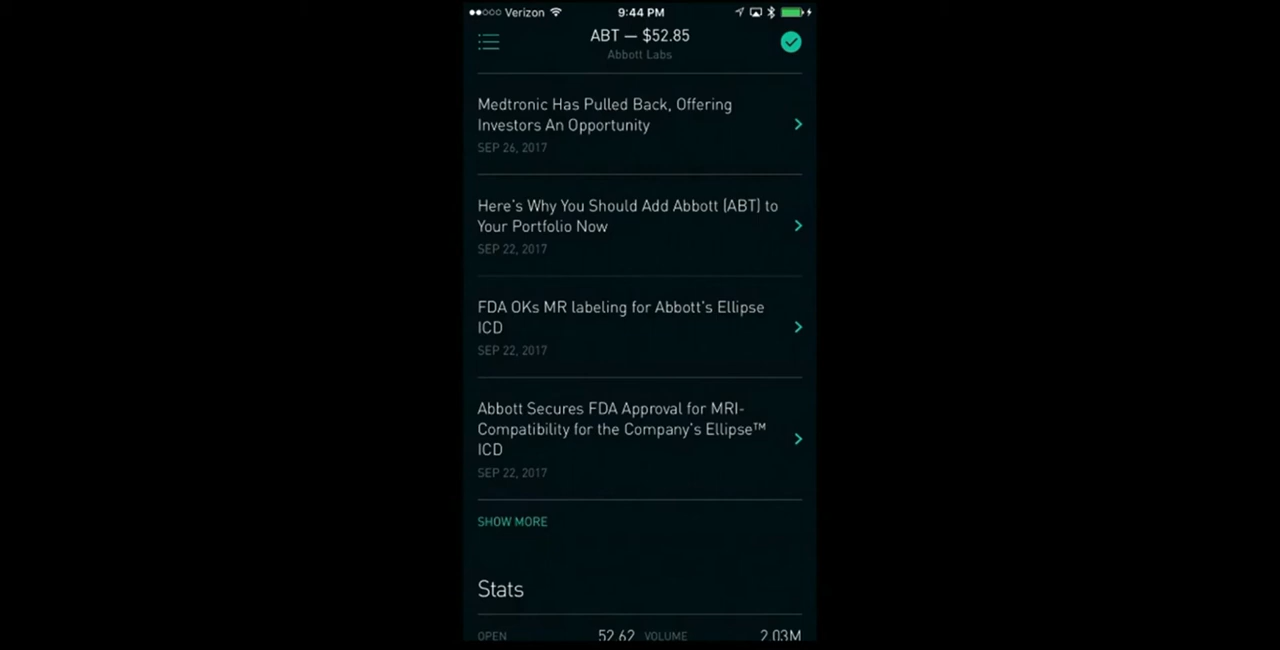 Verizon 9:44 PM
ABT — $52.85
Abbott Labs
Medtronic Has Pulled Back, Offering
Investors An Opportunity
SEP 26, 2017
Here's Why You Should Add Abbott (ABT) to
Your Portfolio Now
SEP 22, 2017
FDA OKs MR labeling for Abbott's Ellipse
ICD
SEP 22, 2017
Abbott Secures FDA Approval for MRI-
Compatibility for the Company's Ellipse™
ICD
SEP 22, 2017
SHOW MORE
Stats
OPEN 52.62 VOLUME 2.03M